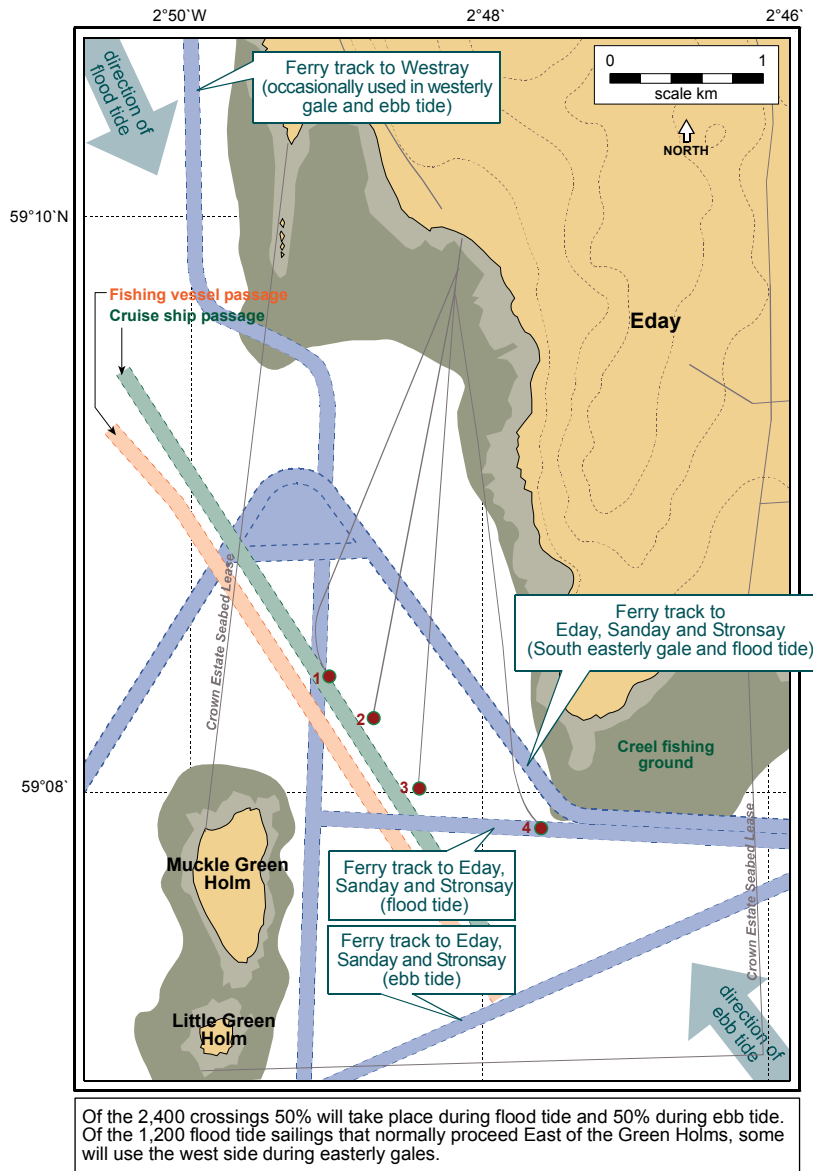 2°50`W
2°48`
2°46`
direction of
flood tide
Ferry track to Westray
(occasionally used in westerly
gale and ebb tide)
0 1
scale km
NORTH
59°10`N
Fishing vessel passage
Cruise ship passage
Eday
Crown Estate Seabed Lease
Ferry track to
Eday, Sanday and Stronsay
(South easterly gale and flood tide)
1
2
3
4
Creel fishing
ground
59°08`
Muckle Green
Holm
Ferry track to Eday,
Sanday and Stronsay
(flood tide)
Crown Estate Seabed Lease
Ferry track to Eday,
Sanday and Stronsay
(ebb tide)
Little Green
Holm
direction of
ebb tide
Of the 2,400 crossings 50% will take place during flood tide and 50% during ebb tide.
Of the 1,200 flood tide sailings that normally proceed East of the Green Holms, some
will use the west side during easterly gales.